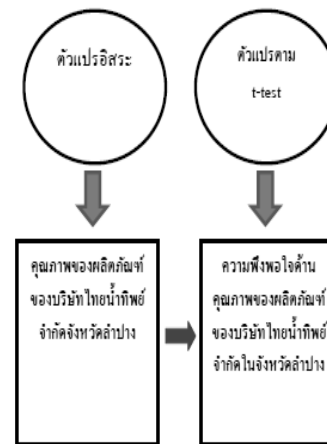 ตัวแปรอิสระ
ตัวแปรตาม
t-test
คุณภาพของผลิตภัณฑ์
ของบริษัทไทยน้ำทิพย์
จำกัดจังหวัดลำปาง
ความพึงพอใจด้าน
คุณภาพของผลิตภัณฑ์
ของบริษัทไทยน้ำทิพย์
จำกัดในจังหวัดลำปาง